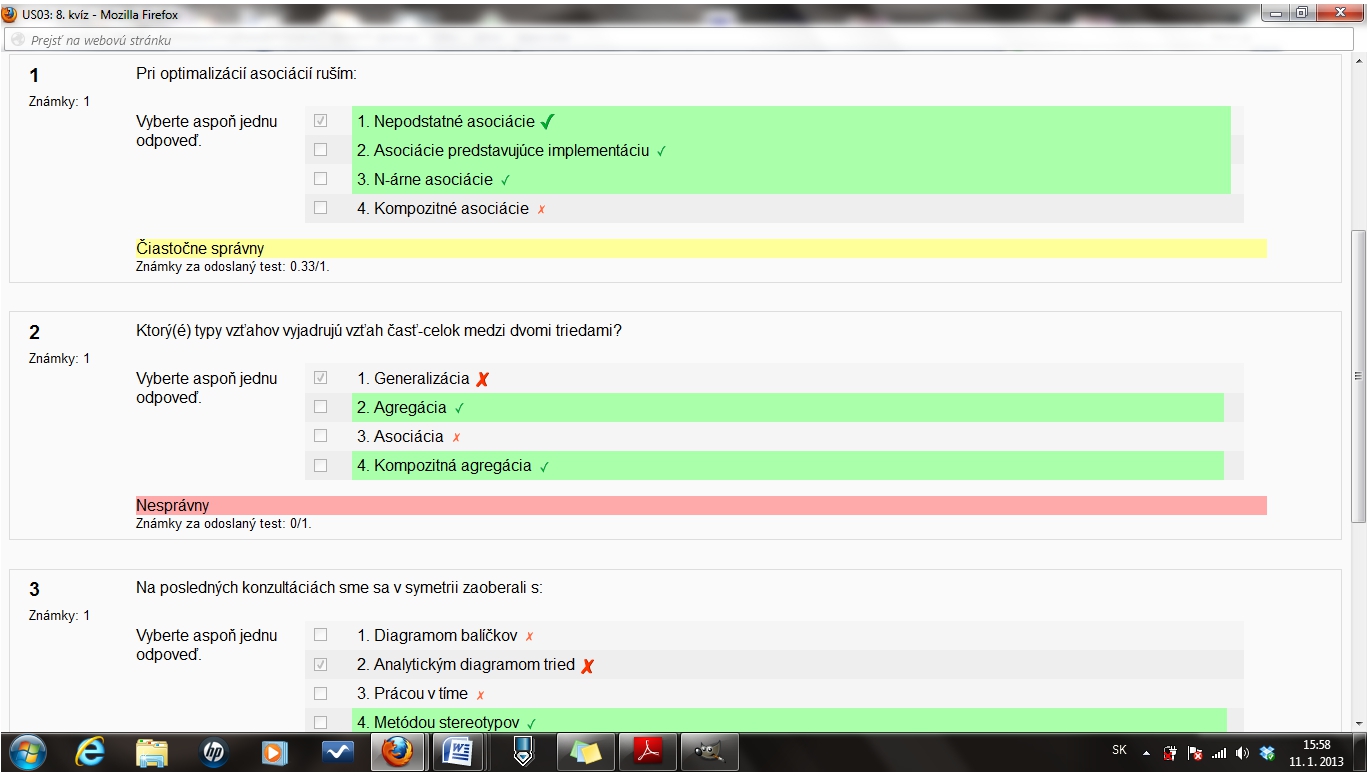 US03: 8. kvíz - Mozilla Firefox
Prejsť na webovú stránku
1
Známky: 1
Pri optimalizácií asociácií ruším:
Vyberte aspoň jednu
odpoveď.
1. Nepodstatné asociácie
2. Asociácie predstavujúce implementáciu
3. N-árne asociácie
4. Kompozitné asociácie
Čiastočne správny
Známky za odoslaný test: 0.33/1.
2
Známky: 1
Ktorý(é) typy vzťahov vyjadrujú vzťah časť-celok medzi dvomi triedami?
Vyberte aspoň jednu
odpoveď.
1. Generalizácia
2. Agregácia
3. Asociácia
4. Kompozitná agregácia
Nesprávny
Známky za odoslaný test: 0/1.
3
Známky: 1
Na posledných konzultáciách sme sa v symetrii zaoberali s:
Vyberte aspoň jednu
odpoveď.
1. Diagramom balíčkov
2. Analytickým diagramom tried
3. Prácou v tíme
4. Metódou stereotypov
hp
SK
15:58
11. 1. 2013